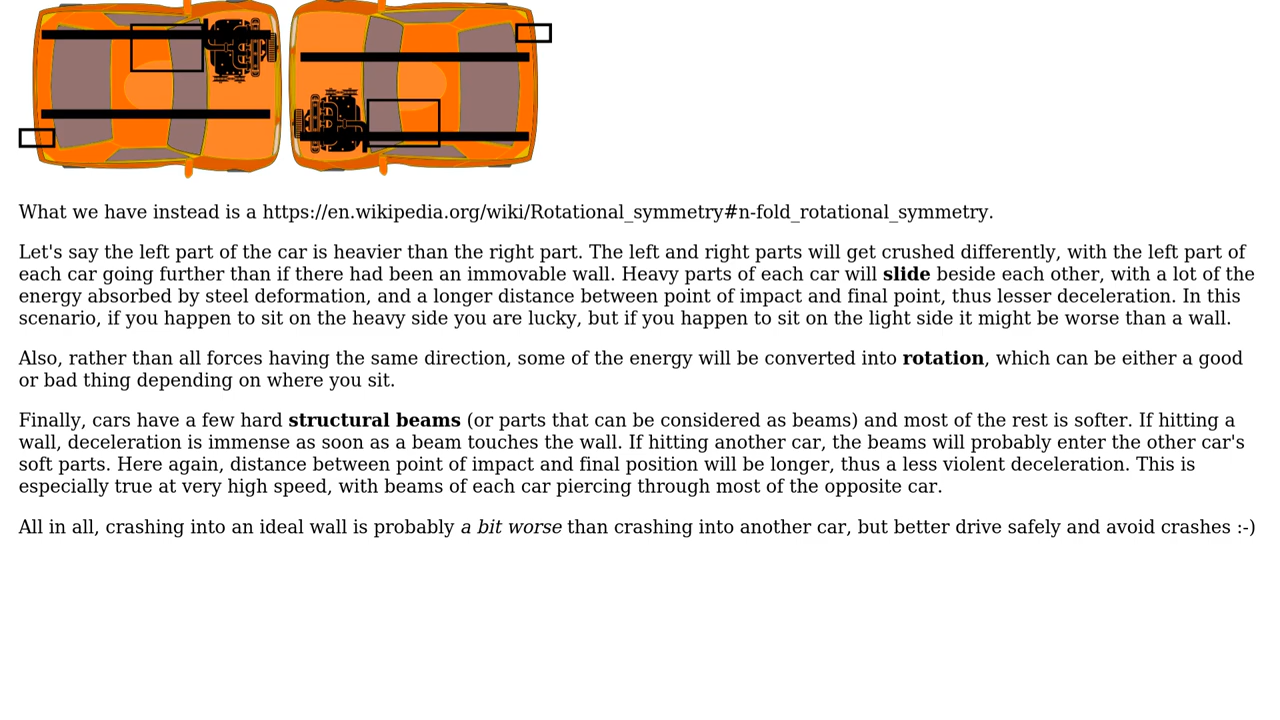 What we have instead is a https://en.wikipedia.org/wiki/Rotational_symmetry#n-fold_rotational_symmetry.
Let's say the left part of the car is heavier than the right part. The left and right parts will get crushed differently, with the left part of
each car going further than if there had been an immovable wall. Heavy parts of each car will slide beside each other, with a lot of the
energy absorbed by steel deformation, and a longer distance between point of impact and final point, thus lesser deceleration. In this
scenario, if you happen to sit on the heavy side you are lucky, but if you happen to sit on the light side it might be worse than a wall.
Also, rather than all forces having the same direction, some of the energy will be converted into rotation, which can be either a good
or bad thing depending on where you sit.
Finally, cars have a few hard structural beams (or parts that can be considered as beams) and most of the rest is softer. If hitting a
wall, deceleration is immense as soon as a beam touches the wall. If hitting another car, the beams will probably enter the other car's
soft parts. Here again, distance between point of impact and final position will be longer, thus a less violent deceleration. This is
especially true at very high speed, with beams of each car piercing through most of the opposite car.
All in all, crashing into an ideal wall is probably a bit worse than crashing into another car, but better drive safely and avoid crashes :-)